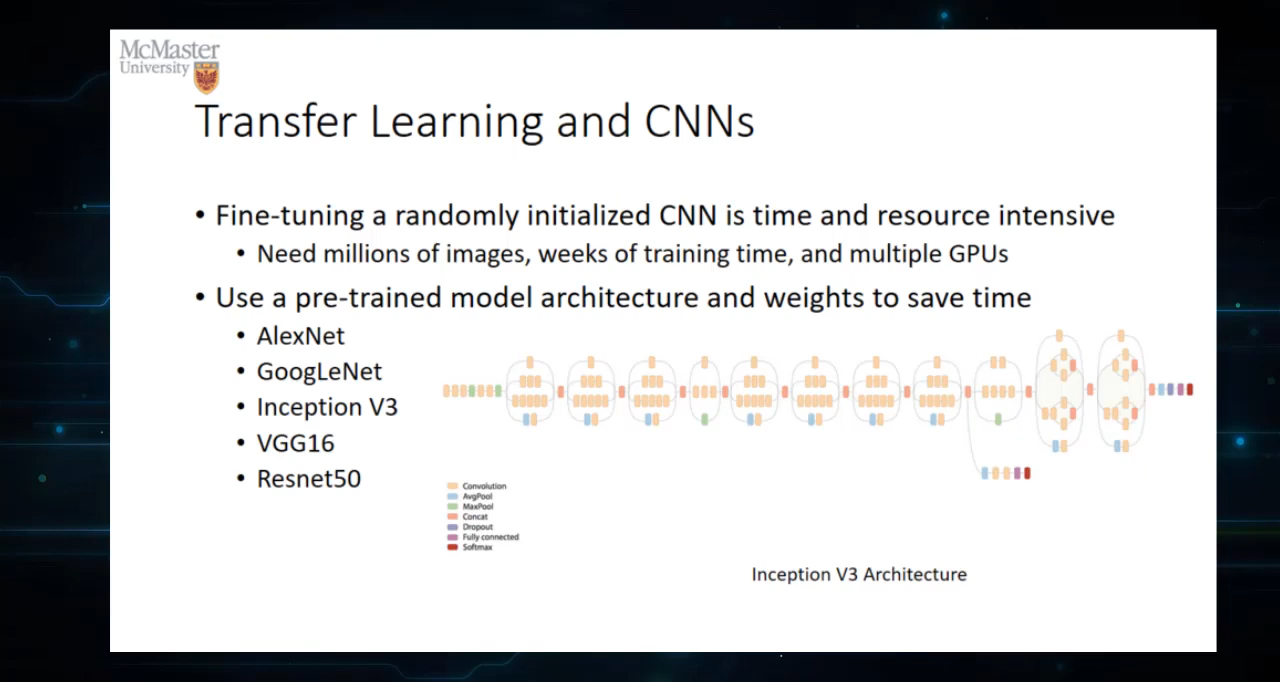 McMaster
University
Transfer Learning and CNNs
• Fine-tuning a randomly initialized CNN is time and resource intensive
• Need millions of images, weeks of training time, and multiple GPUs
• Use a pre-trained model architecture and weights to save time
• AlexNet
• GoogLeNet
• Inception V3
• VGG16
• Resnet50
Convolution
AvgPool
MaxPool
Concat
Dropout
Fully connected
Softmax
Inception V3 Architecture